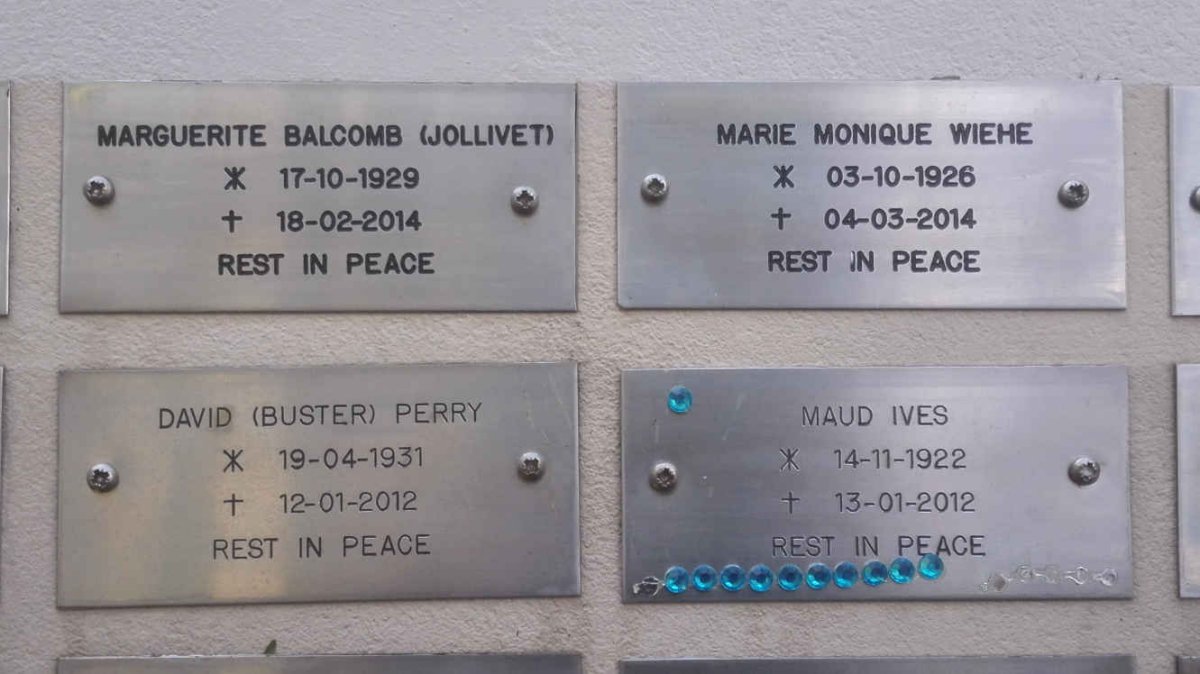 MARGUERITE BALCOMB (JOLLIVET)
Ж 17-10-1929
† 18-02-2014
REST IN PEACE
MARIE MONIQUE WIEHE
Ж 03-10-1926
† 04-03-2014
REST IN PEACE
DAVID (BUSTER) PERRY
Ж 19-04-1931
† 12-01-2012
REST IN PEACE
MAUD IVES
Ж 14-11-1922
† 13-01-2012
REST IN PEACE